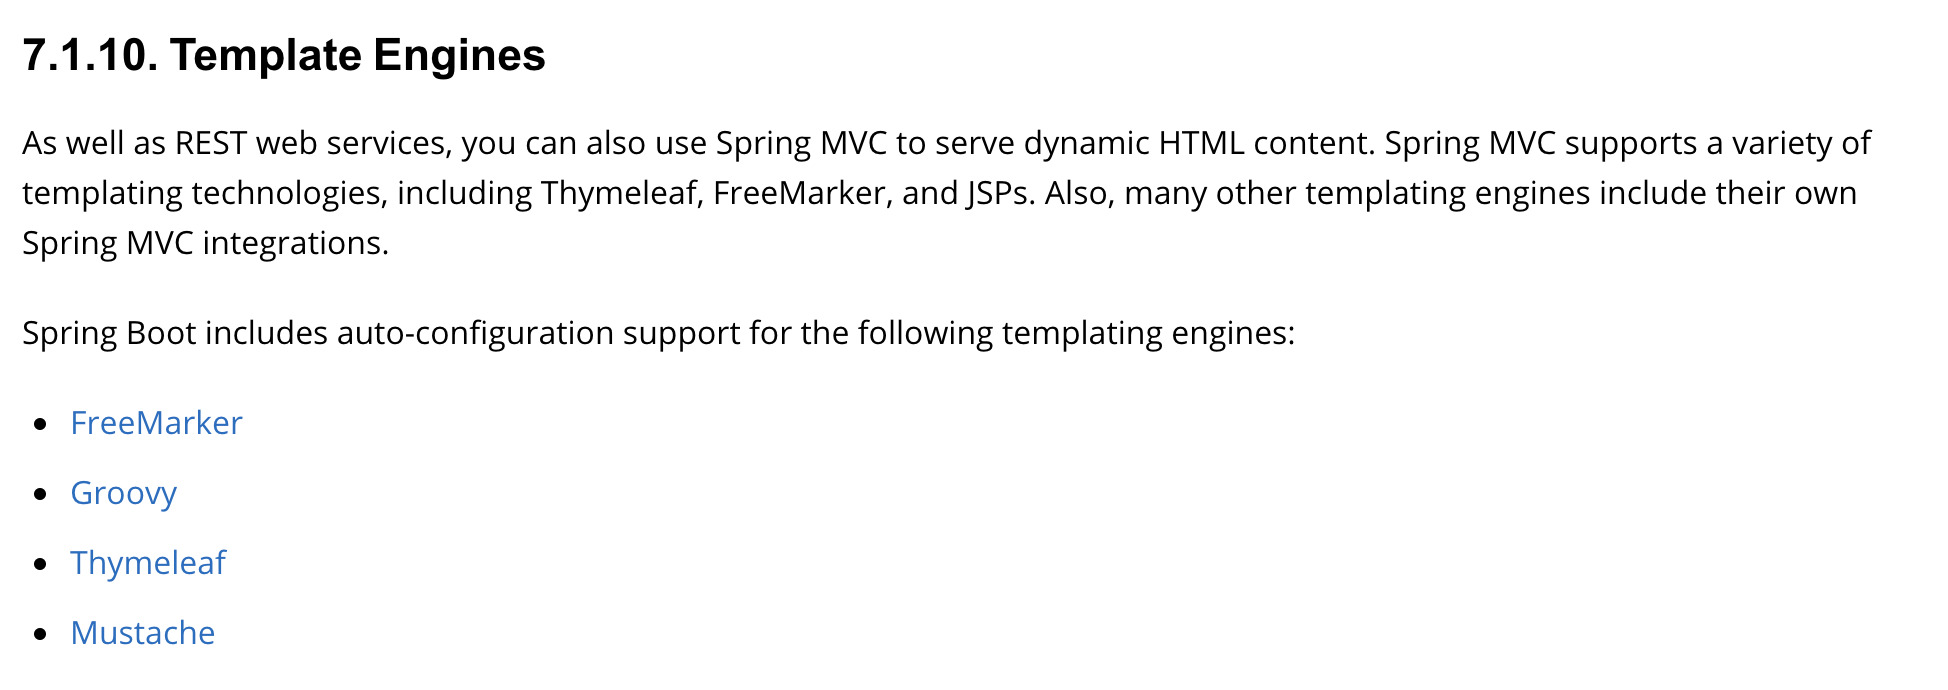 7.1.10. Template Engines
As well as REST web services, you can also use Spring MVC to serve dynamic HTML content. Spring MVC supports a variety of
templating technologies, including Thymeleaf, FreeMarker, and JSPs. Also, many other templating engines include their own
Spring MVC integrations.
Spring Boot includes auto-configuration support for the following templating engines:
• FreeMarker
• Groovy
• Thymeleaf
• Mustache